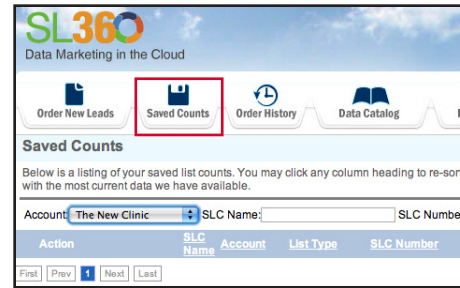 SL360
Data Marketing in the Cloud
Order New Leads Saved Counts Order History Data Catalog
Saved Counts
Below is a listing of your saved list counts. You may click any column heading to re-sor
with the most current data we have available.
Account: The New Clinic SLC Name: SLC Numbe
Action SLC Name Account List Type SLC Number
First Prev 1 Next Last